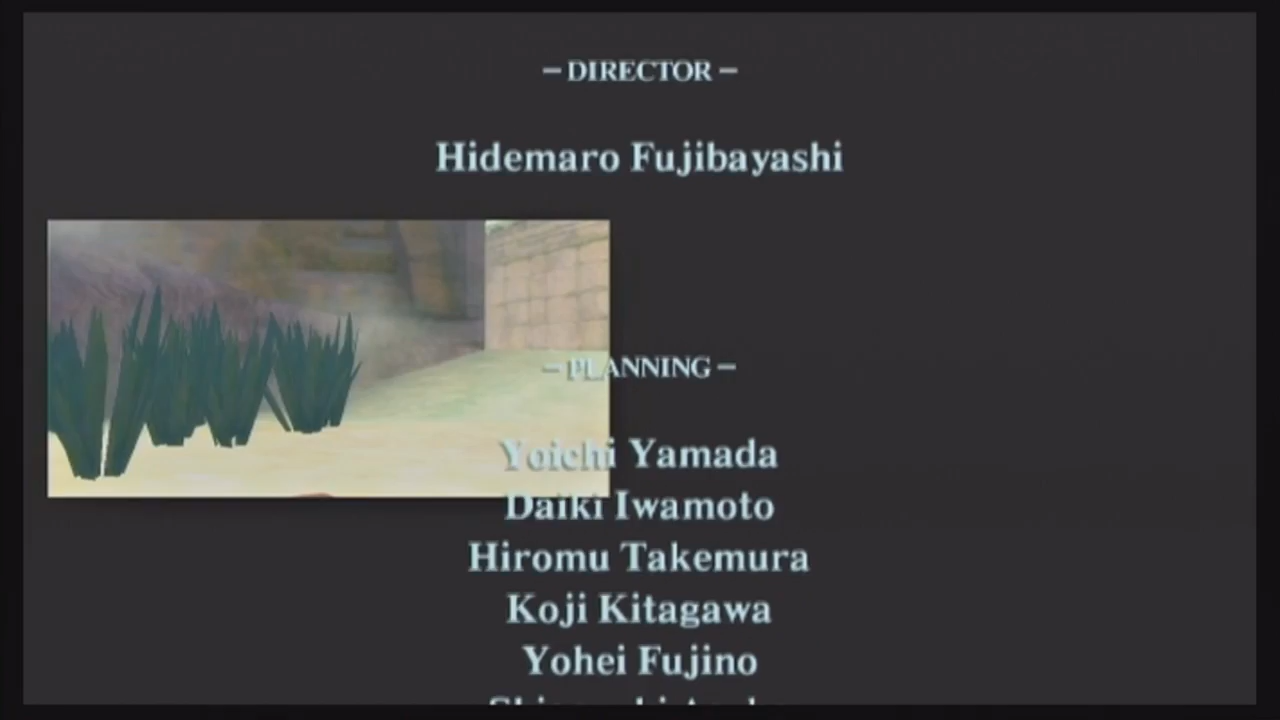 – DIRECTOR –
Hidemaro Fujibayashi
– PLANNING –
Yoichi Yamada
Daiki Iwamoto
Hiromu Takemura
Koji Kitagawa
Yohei Fujino